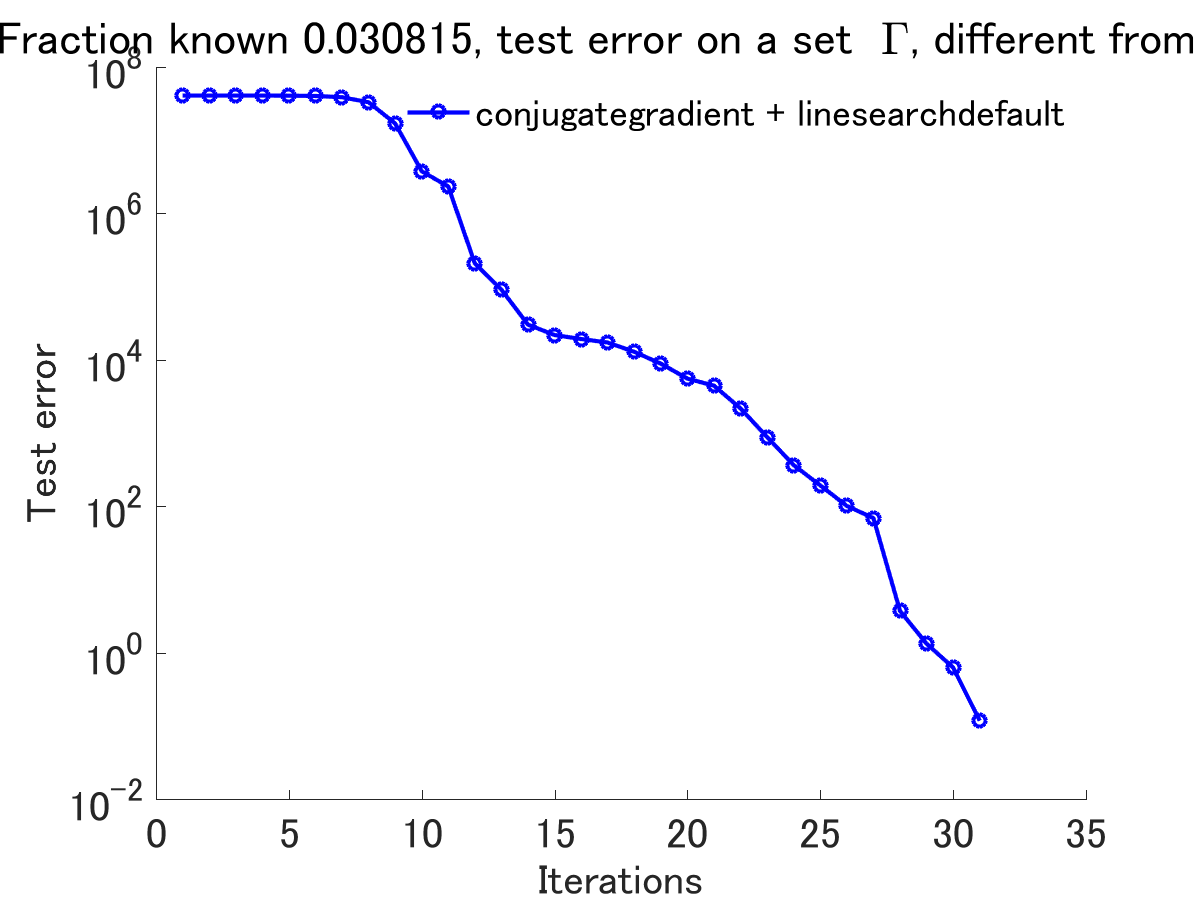 Fraction known 0.030815, test error on a set Γ, different from
10^8
conjugategradient + linesearchdefault
10^6
10^4
Test error
10^2
10^0
10^-2
0 5 10 15 20 25 30 35
Iterations